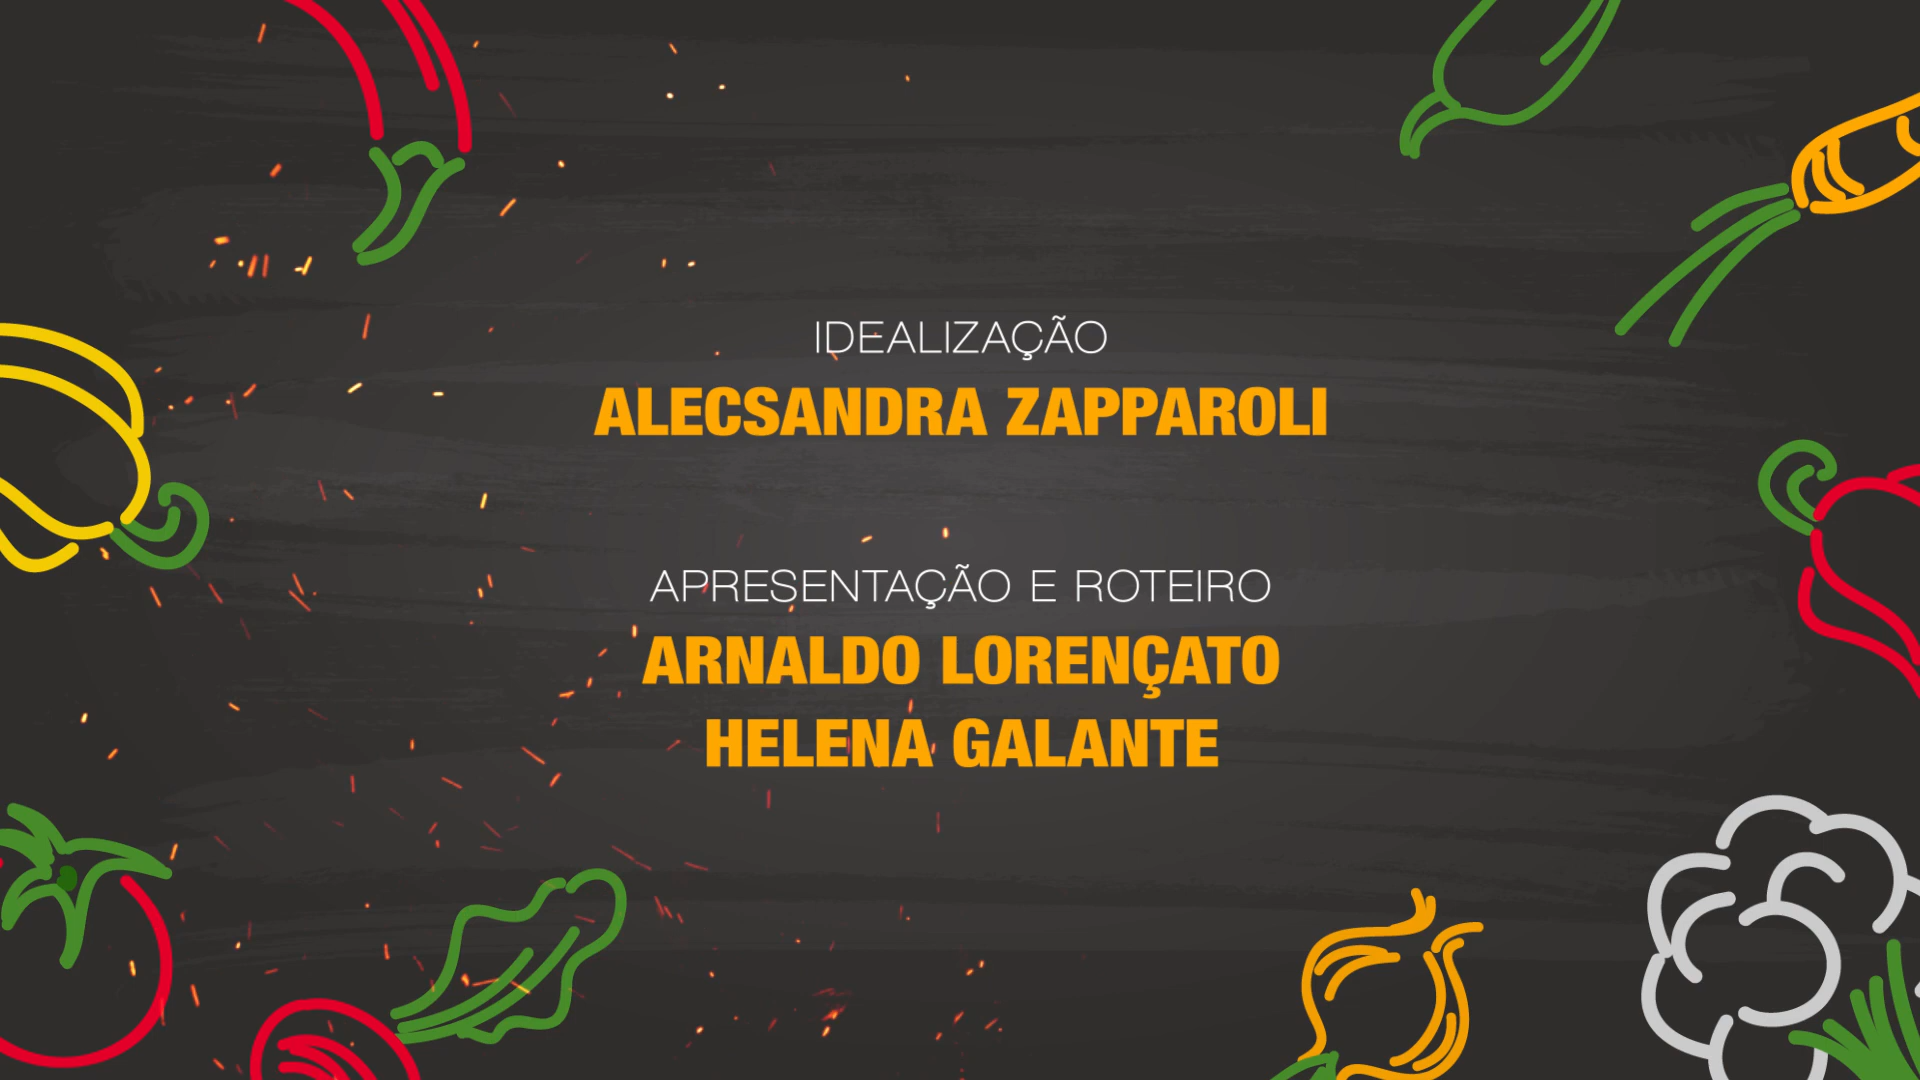 IDEALIZAÇÃO
ALECSANDRA ZAPPAROLI
APRESENTAÇÃO E ROTEIRO
ARNALDO LORENÇATO
HELENA GALANTE